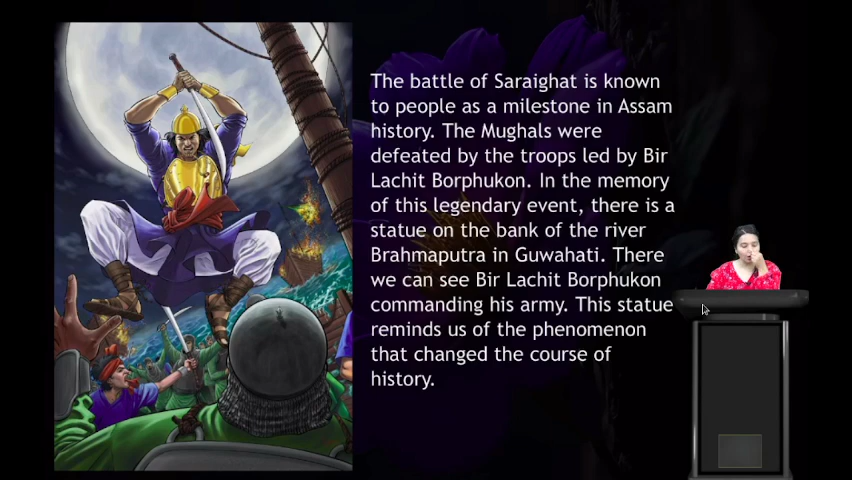 The battle of Saraighat is known
to people as a milestone in Assam
history. The Mughals were
defeated by the troops led by Bir
Lachit Borphukon. In the memory
of this legendary event, there is a
statue on the bank of the river
Brahmaputra in Guwahati. There
we can see Bir Lachit Borphukon
commanding his army. This statue
reminds us of the phenomenon
that changed the course of
history.